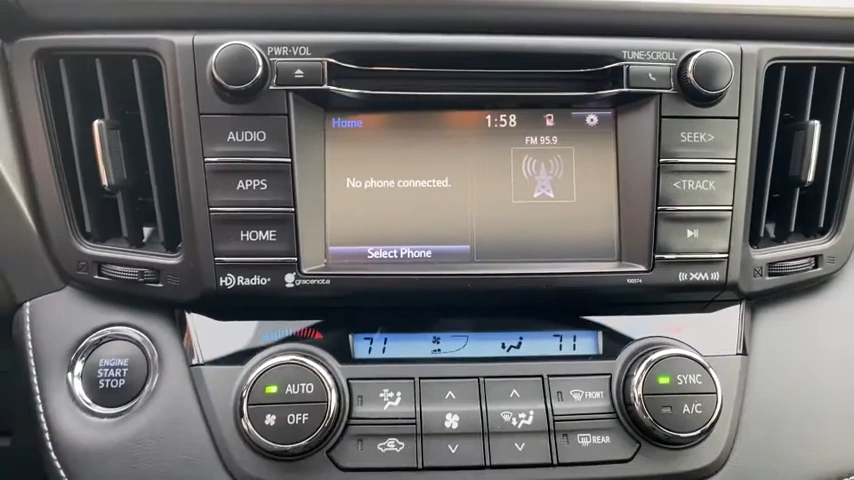 PWR•VOL
TUNE•SCROLL
AUDIO
APPS
HOME
Home
1:58
FM 95.9
No phone connected.
Select Phone
SEEK>
<TRACK
HD Radio
gracenote
100574
XM
ENGINE
START
STOP
71
71
AUTO
OFF
FRONT
REAR
SYNC
A/C